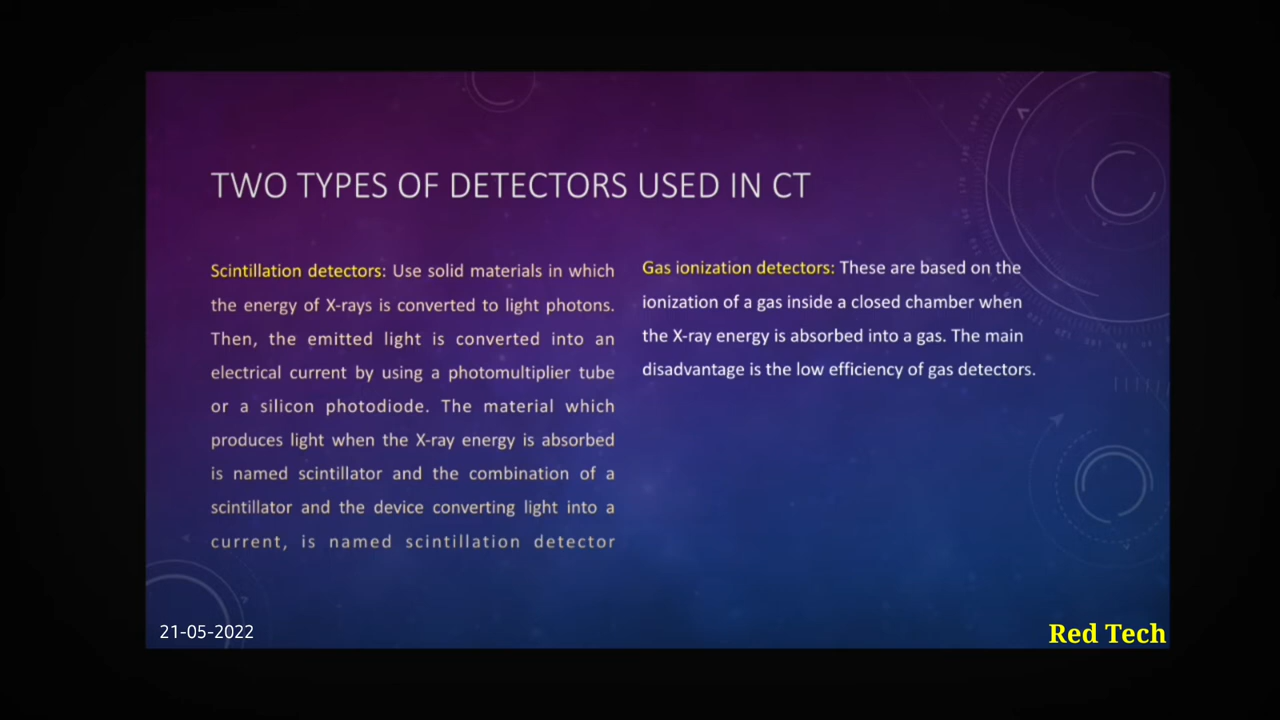 TWO TYPES OF DETECTORS USED IN CT
Scintillation detectors: Use solid materials in which
the energy of X-rays is converted to light photons.
Then, the emitted light is converted into an
electrical current by using a photomultiplier tube
or a silicon photodiode. The material which
produces light when the X-ray energy is absorbed
is named scintillator and the combination of a
scintillator and the device converting light into a
current, is named scintillation detector
Gas ionization detectors: These are based on the
ionization of a gas inside a closed chamber when
the X-ray energy is absorbed into a gas. The main
disadvantage is the low efficiency of gas detectors.
21-05-2022
Red Tech